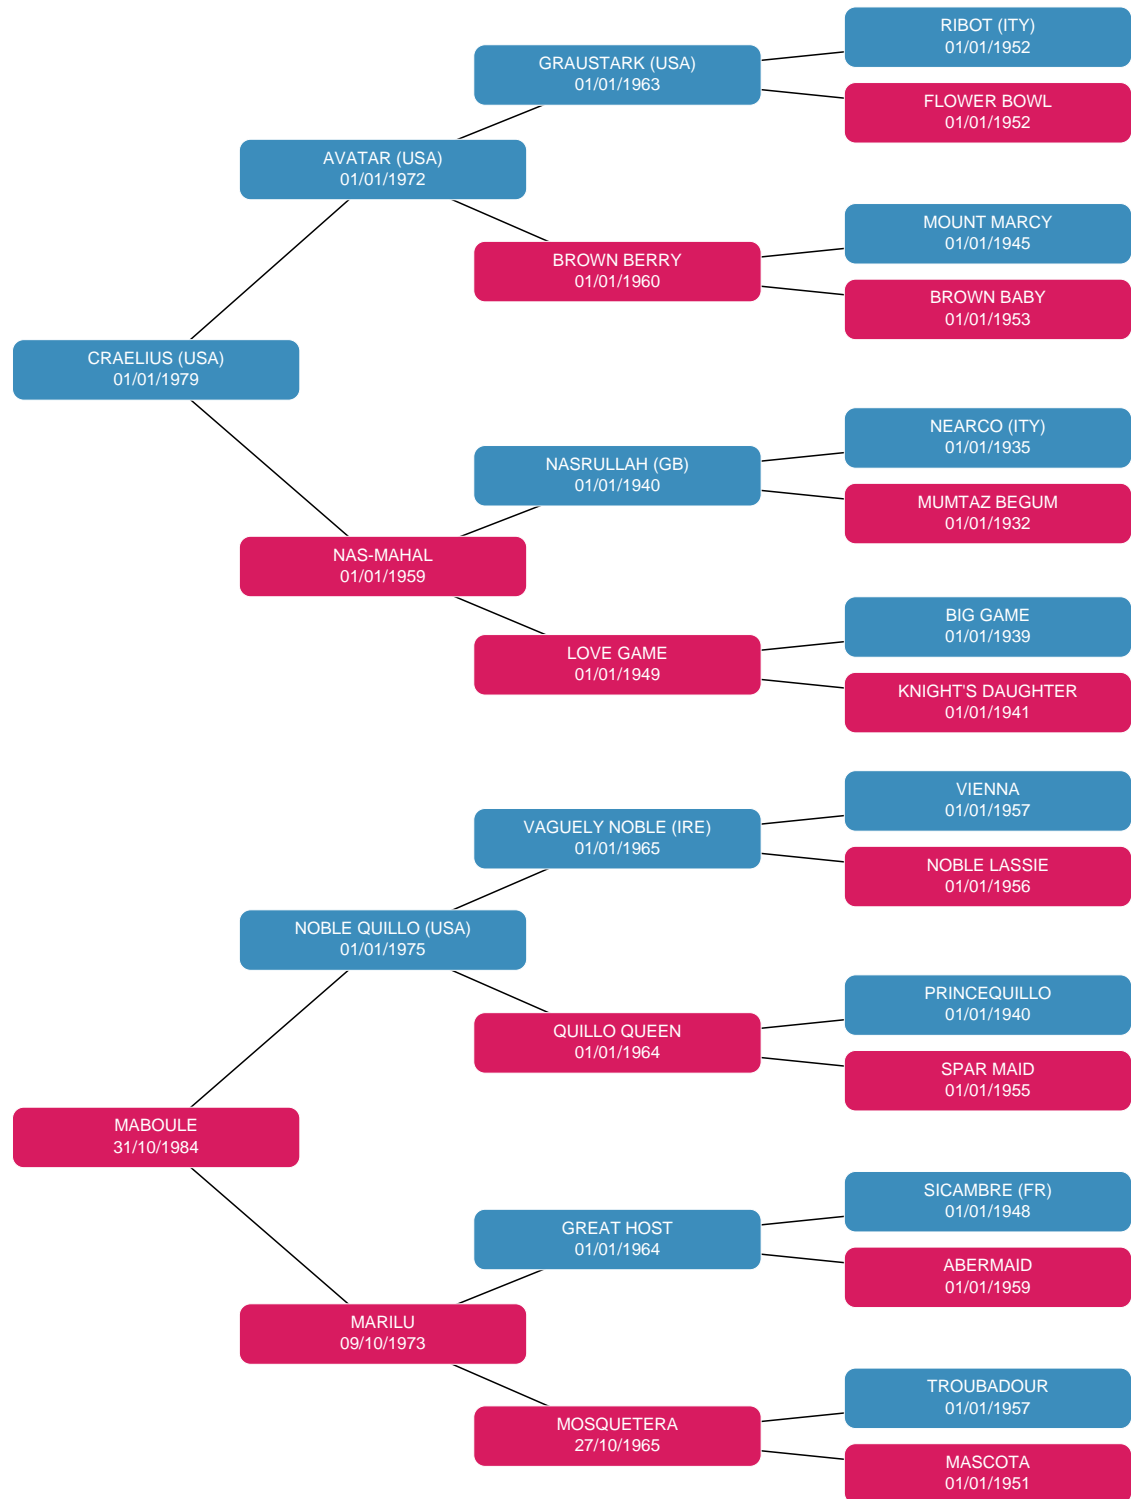 RIBOT (ITY)
01/01/1952
GRAUSTARK (USA)
01/01/1963
FLOWER BOWL
01/01/1952
AVATAR (USA)
01/01/1972
MOUNT MARCY
01/01/1945
BROWN BERRY
01/01/1960
BROWN BABY
01/01/1953
CRAELIUS (USA)
01/01/1979
NEARCO (ITY)
01/01/1935
NASRULLAH (GB)
01/01/1940
MUMTAZ BEGUM
01/01/1932
NAS-MAHAL
01/01/1959
BIG GAME
01/01/1939
LOVE GAME
01/01/1949
KNIGHT'S DAUGHTER
01/01/1941
VIENNA
01/01/1957
VAGUELY NOBLE (IRE)
01/01/1965
NOBLE LASSIE
01/01/1956
NOBLE QUILLO (USA)
01/01/1975
PRINCEQUILLO
01/01/1940
QUILLO QUEEN
01/01/1964
SPAR MAID
01/01/1955
MABOULE
31/10/1984
SICAMBRE (FR)
01/01/1948
GREAT HOST
01/01/1964
ABERMAID
01/01/1959
MARILU
09/10/1973
TROUBADOUR
01/01/1957
MOSQUETERA
27/10/1965
MASCOTA
01/01/1951